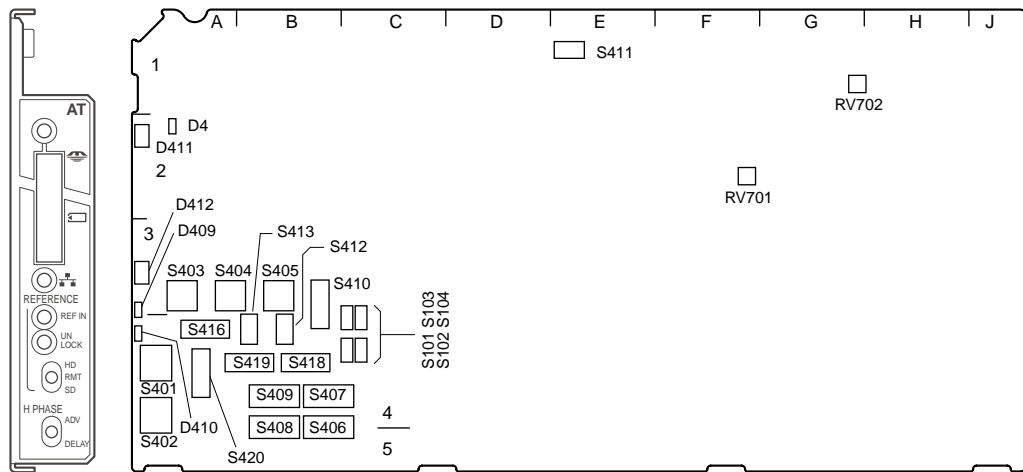 A B C D E F G H J
1
S411
AT
RV702
D4
D411
2
RV701
D412
3
D409
S413
S412
S403 S404 S405
S410
REFERENCE
REF IN
S416
S101 S103
S102 S104
UN
LOCK
S419 S418
HD
RMT
SD
S401
S409 S407
H PHASE
ADV
4
D410
S408 S406
DELAY
S402
5
S420